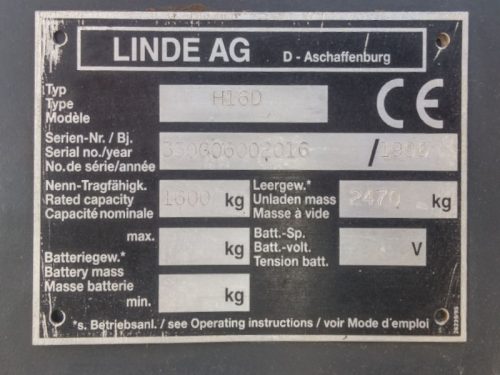 LINDE AG D - Aschaffenburg
Typ
Type H16D
Modèle
CE
Serien-Nr. / Bj.
Serial no./year /
No. de série/année
Nenn-Tragfähigk. Leergew.*
Rated capacity 1600 kg Unladen mass 2470 kg
Capacité nominale Masse à vide
max. kg Batt.-Sp.
Batt.-volt. V
Tension batt.
Batteriegew.*
Battery mass
Masse batterie
min. kg
*s. Betriebsanl./ see Operating instructions / voir Mode d'emploi